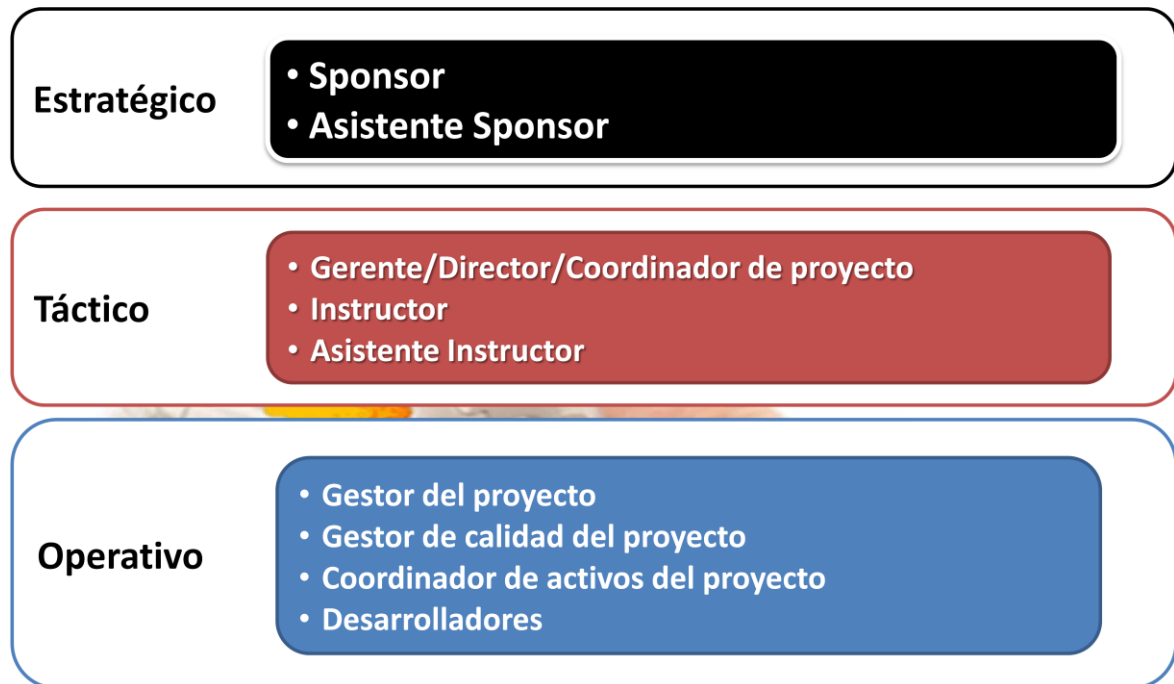 Estratégico
• Sponsor
• Asistente Sponsor
Táctico
• Gerente/Director/Coordinador de proyecto
• Instructor
• Asistente Instructor
Operativo
• Gestor del proyecto
• Gestor de calidad del proyecto
• Coordinador de activos del proyecto
• Desarrolladores